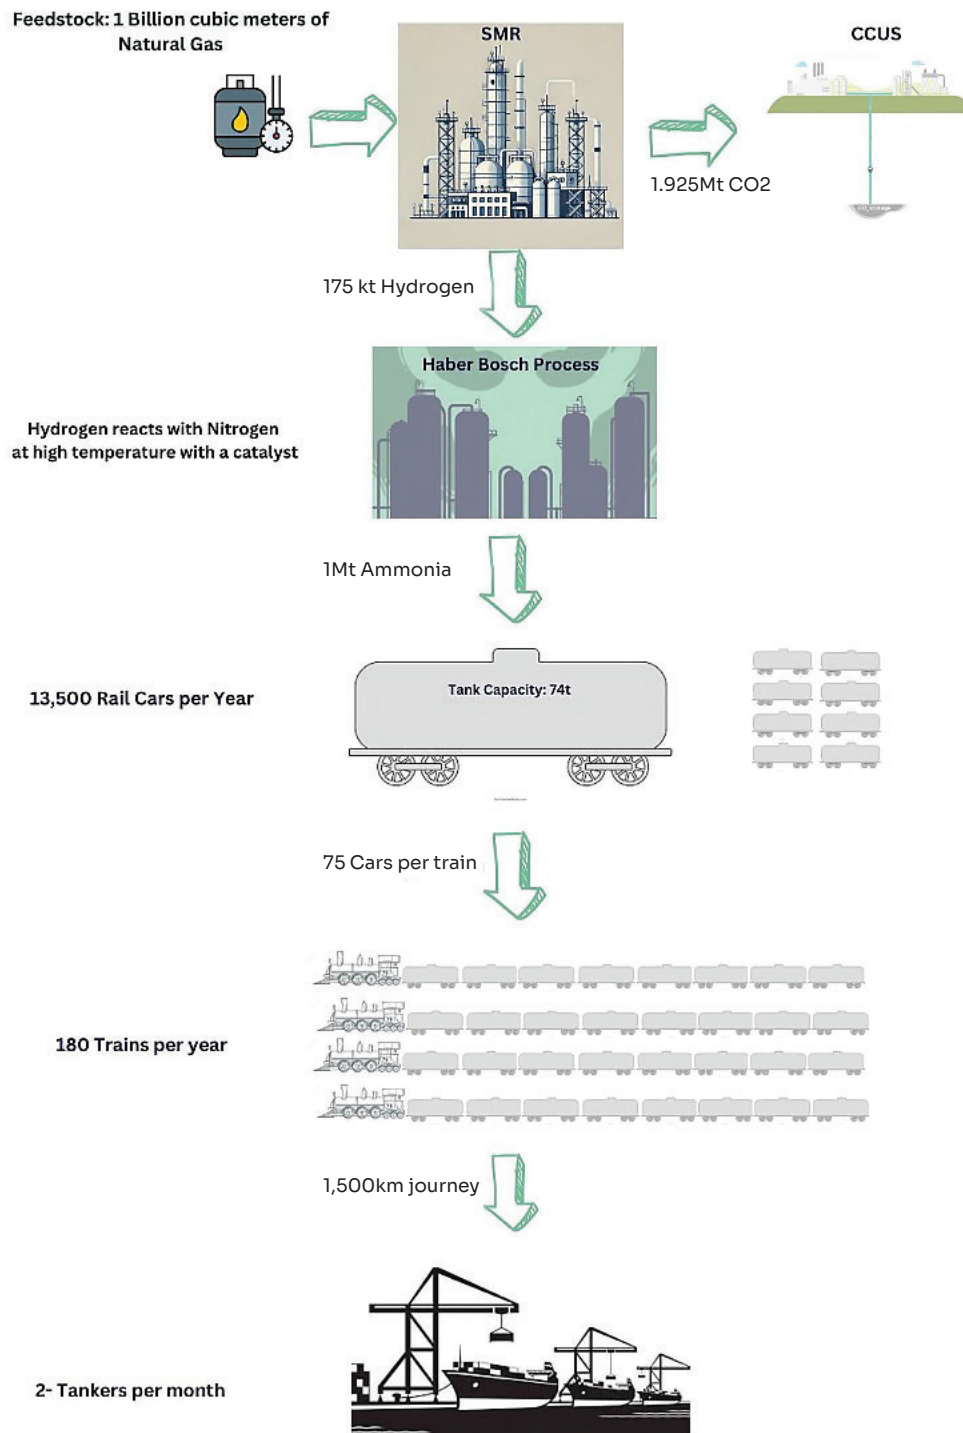 Feedstock: 1 Billion cubic meters of
Natural Gas
SMR
CCUS
1.925Mt CO2
175 kt Hydrogen
Haber Bosch Process
Hydrogen reacts with Nitrogen
at high temperature with a catalyst
1Mt Ammonia
13,500 Rail Cars per Year
Tank Capacity: 74t
75 Cars per train
180 Trains per year
1,500km journey
2- Tankers per month